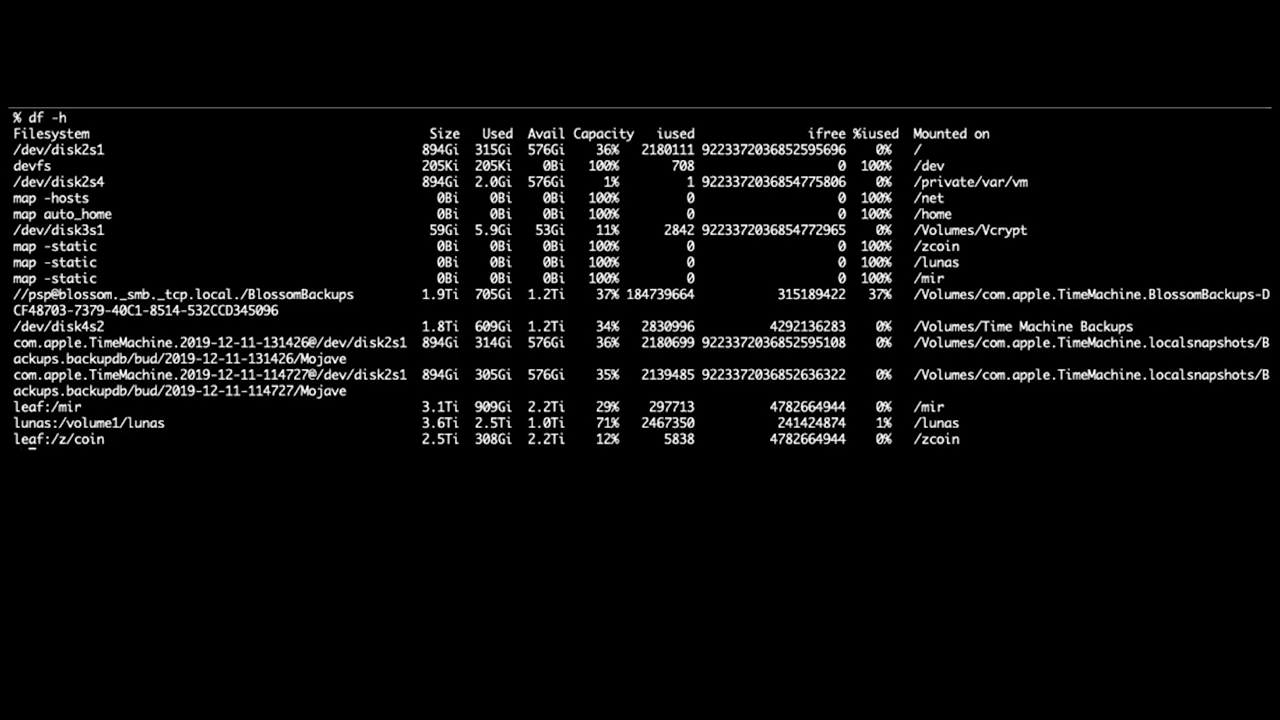 % df -h
Filesystem Size Used Avail Capacity iused ifree %iused Mounted on
/dev/disk2s1 894Gi 315Gi 576Gi 36% 2180111 9223372036852595696 0% /
devfs 205Ki 205Ki 0Bi 100% 708 0 100% /dev
/dev/disk2s4 894Gi 2.0Gi 576Gi 1% 1 9223372036854775806 0% /private/var/vm
map -hosts 0Bi 0Bi 0Bi 100% 0 0 100% /net
map auto_home 0Bi 0Bi 0Bi 100% 0 0 100% /home
/dev/disk3s1 59Gi 5.9Gi 53Gi 11% 2842 9223372036854772965 0% /Volumes/Vcrypt
map -static 0Bi 0Bi 0Bi 100% 0 0 100% /zcoin
map -static 0Bi 0Bi 0Bi 100% 0 0 100% /lunas
map -static 0Bi 0Bi 0Bi 100% 0 0 100% /mir
//psp@blossom._smb._tcp.local./BlossomBackups 1.9Ti 705Gi 1.2Ti 37% 184739664 315189422 37% /Volumes/com.apple.TimeMachine.BlossomBackups-D
CF48703-7379-40C1-8514-532CCD345096
/dev/disk4s2 1.8Ti 609Gi 1.2Ti 34% 2830996 4292136283 0% /Volumes/Time Machine Backups
com.apple.TimeMachine.2019-12-11-131426@/dev/disk2s1 894Gi 314Gi 576Gi 36% 2180699 9223372036852595108 0% /Volumes/com.apple.TimeMachine.localsnapshots/B
ackups.backupdb/bud/2019-12-11-131426/Mojave
com.apple.TimeMachine.2019-12-11-114727@/dev/disk2s1 894Gi 305Gi 576Gi 35% 2139485 9223372036852636322 0% /Volumes/com.apple.TimeMachine.localsnapshots/B
ackups.backupdb/bud/2019-12-11-114727/Mojave
leaf:/mir 3.1Ti 909Gi 2.2Ti 29% 297713 4782664944 0% /mir
lunas:/volume1/lunas 3.6Ti 2.5Ti 1.0Ti 71% 2467350 241424874 1% /lunas
leaf:/z/coin 2.5Ti 308Gi 2.2Ti 12% 5838 4782664944 0% /zcoin